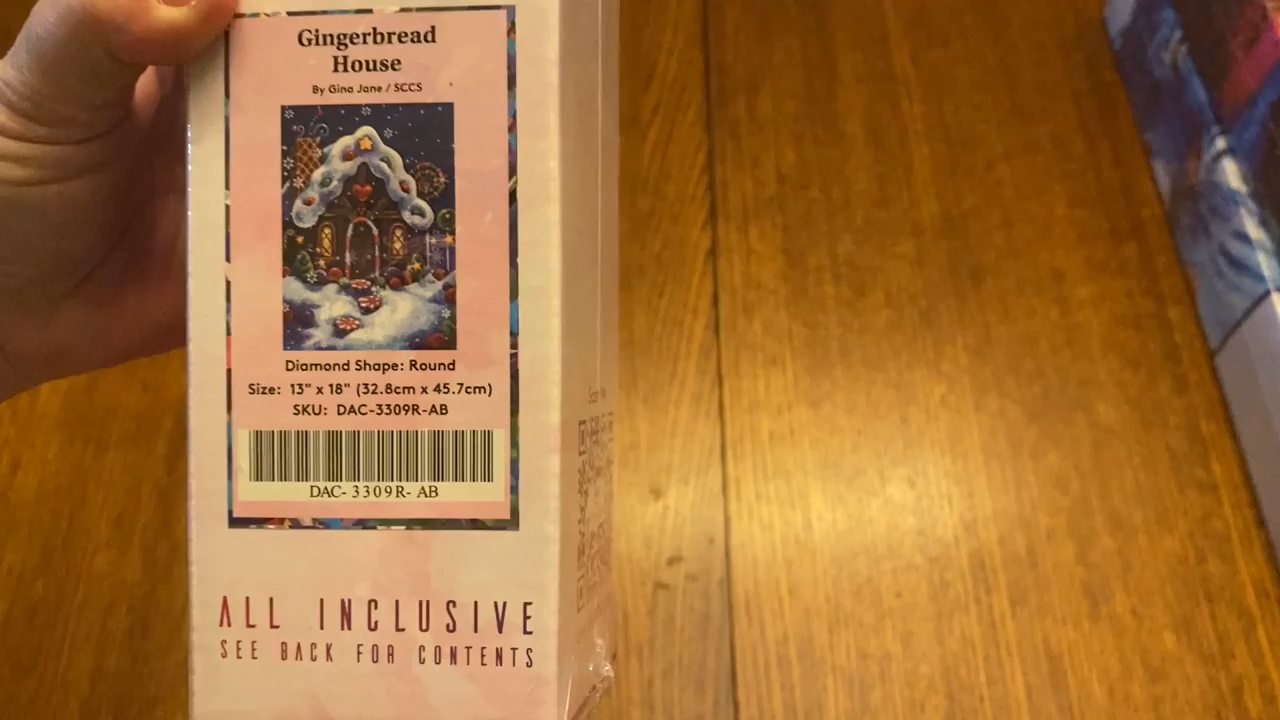 Gingerbread
House
By Gina Jane / SCCS
Diamond Shape: Round
Size: 13" x 18" (32.8cm x 45.7cm)
SKU: DAC-3309R-AB
DAC- 3309R- AB
ALL INCLUSIVE
SEE BACK FOR CONTENTS